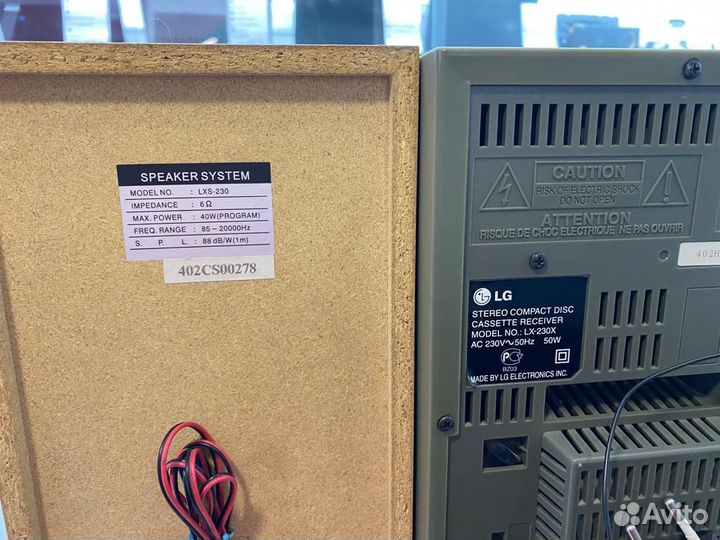 SPEAKER SYSTEM
MODEL NO. : LXS-230
IMPEDANCE : 6Ω
MAX. POWER : 40W(PROGRAM)
FREQ. RANGE : 85~20000Hz
S. P. L. : 88 dB/W(1m)
402CS00278
CAUTION
RISK OF ELECTRIC SHOCK
DO NOT OPEN
ATTENTION
RISQUE DE CHOC ELECTRIQUE NE PAS OUVRIR
402H
LG
STEREO COMPACT DISC
CASSETTE RECEIVER
MODEL NO.: LX-230X
AC 230V~50Hz 50W
BZ03
MADE BY LG ELECTRONICS INC.
Avito